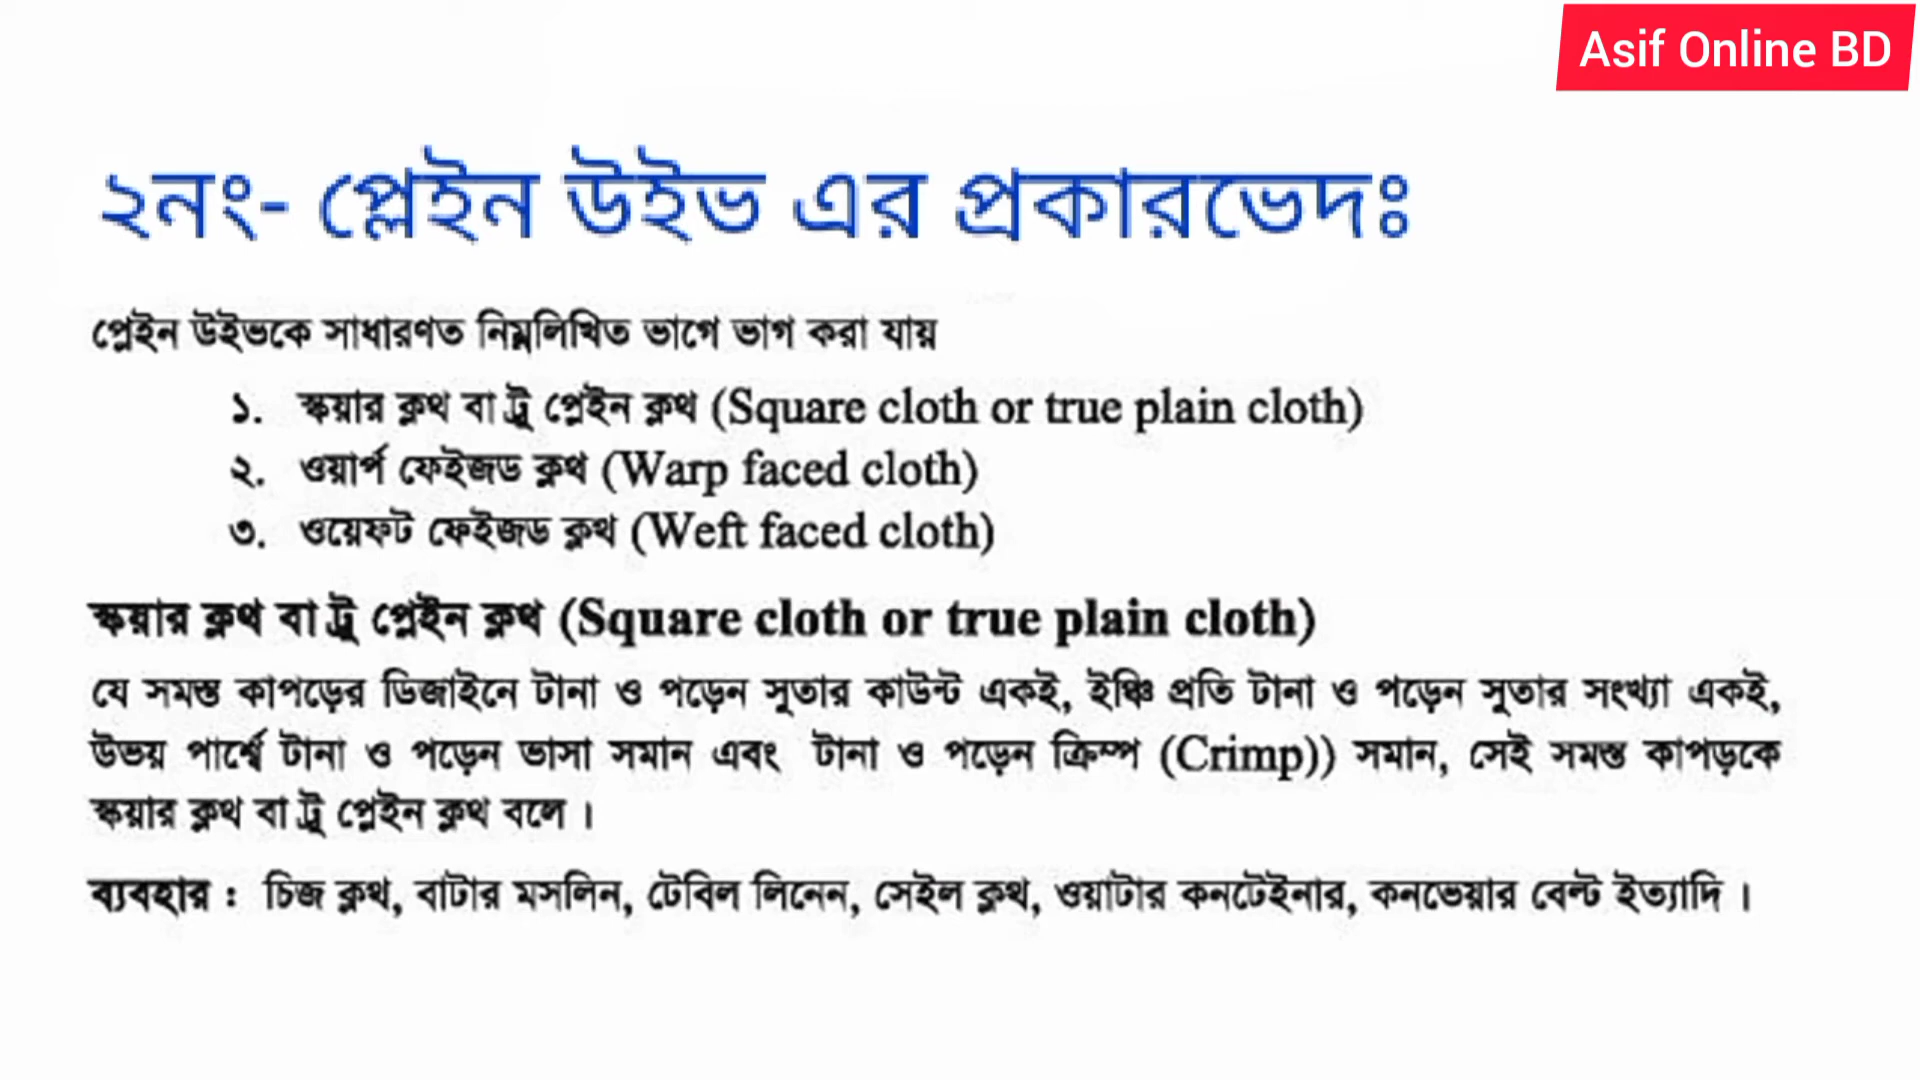 Asif Online BD
২নং- প্লেইন উইভ এর প্রকারভেদঃ
প্লেইন উইভকে সাধারণত নিম্নলিখিত ভাগে ভাগ করা যায়
১. স্কয়ার ক্লথ বা ট্রু প্লেইন ক্লথ (Square cloth or true plain cloth)
২. ওয়ার্প ফেইজড ক্লথ (Warp faced cloth)
৩. ওয়েফট ফেইজড ক্লথ (Weft faced cloth)
স্কয়ার ক্লথ বা ট্রু প্লেইন ক্লথ (Square cloth or true plain cloth)
যে সমস্ত কাপড়ের ডিজাইনে টানা ও পড়েন সুতার কাউন্ট একই, ইঞ্চি প্রতি টানা ও পড়েন সুতার সংখ্যা একই,
উভয় পার্শ্বে টানা ও পড়েন ভাসা সমান এবং টানা ও পড়েন ক্রিম্প (Crimp)) সমান, সেই সমস্ত কাপড়কে
স্কয়ার ক্লথ বা ট্রু প্লেইন ক্লথ বলে ।
ব্যবহার : চিজ ক্লথ, বাটার মসলিন, টেবিল লিনেন, সেইল ক্লথ, ওয়াটার কনটেইনার, কনভেয়ার বেল্ট ইত্যাদি ।